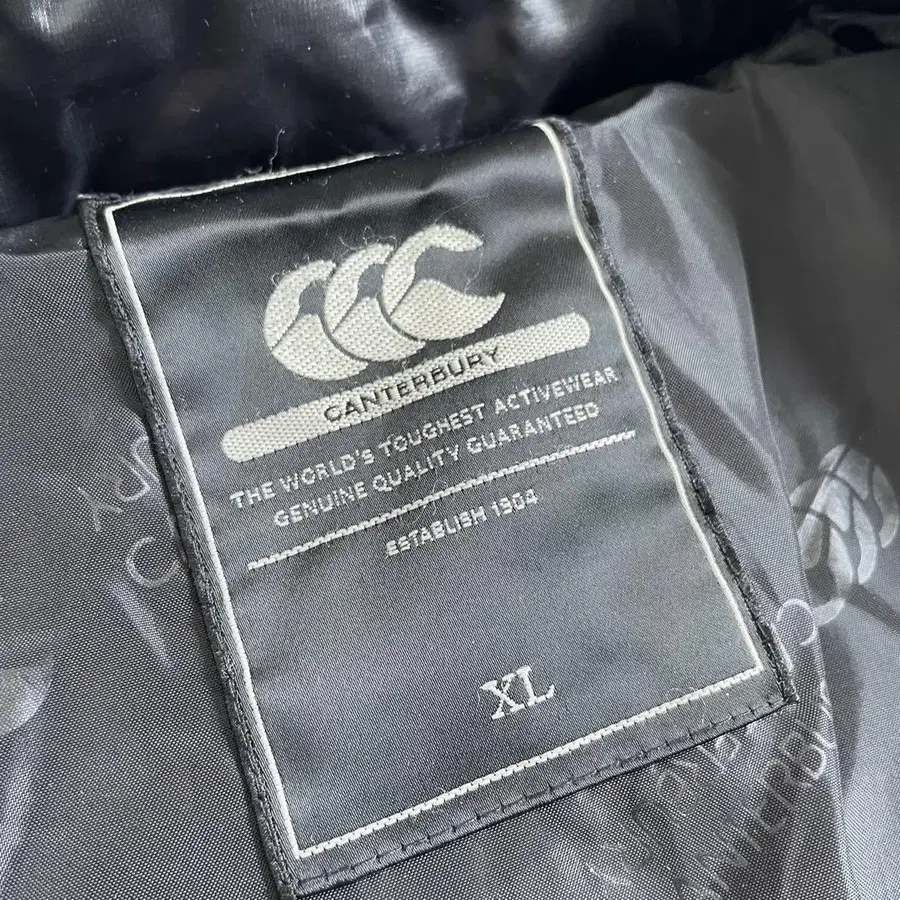 CANTERBURY
THE WORLD'S TOUGHEST ACTIVEWEAR
GENUINE QUALITY GUARANTEED
ESTABLISH 1904
XL